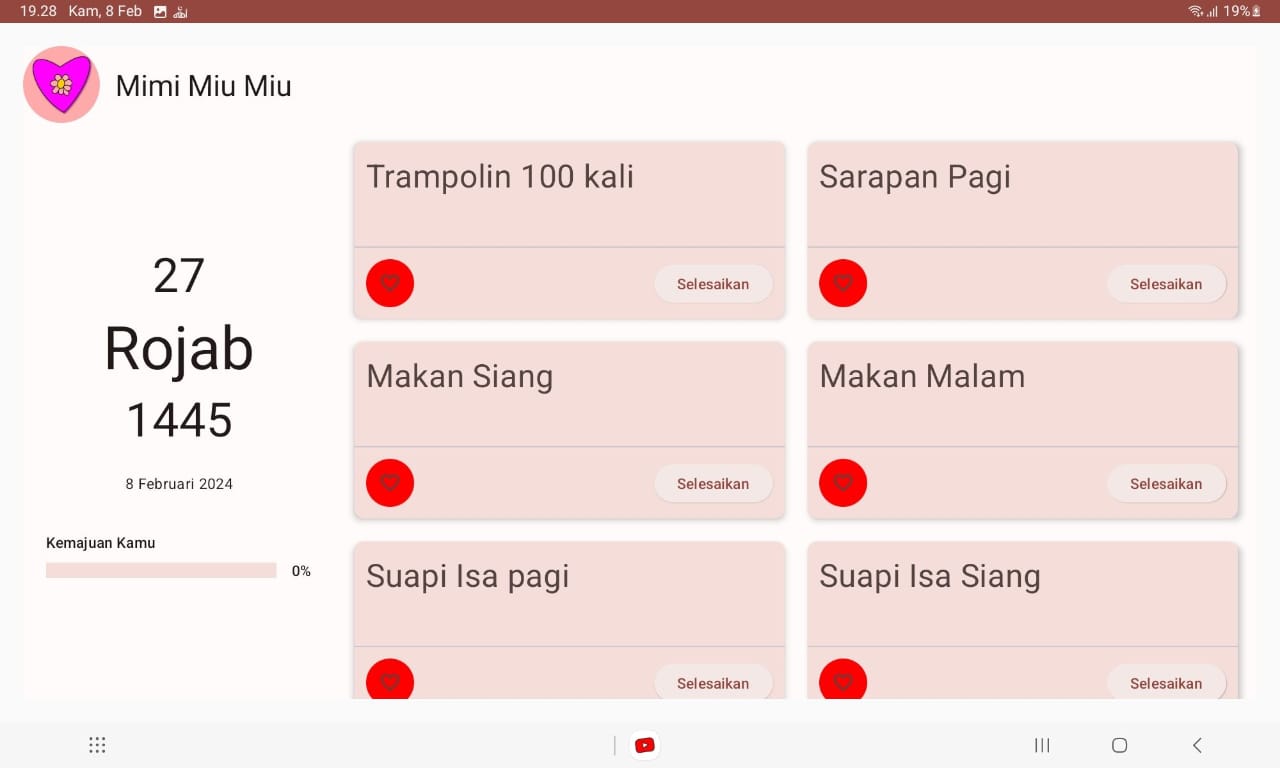 19.28 Kam, 8 Feb
19%
Mimi Miu Miu
27
Rojab
1445
8 Februari 2024
Kemajuan Kamu
0%
Trampolin 100 kali
Selesaikan
Sarapan Pagi
Selesaikan
Makan Siang
Selesaikan
Makan Malam
Selesaikan
Suapi Isa pagi
Selesaikan
Suapi Isa Siang
Selesaikan